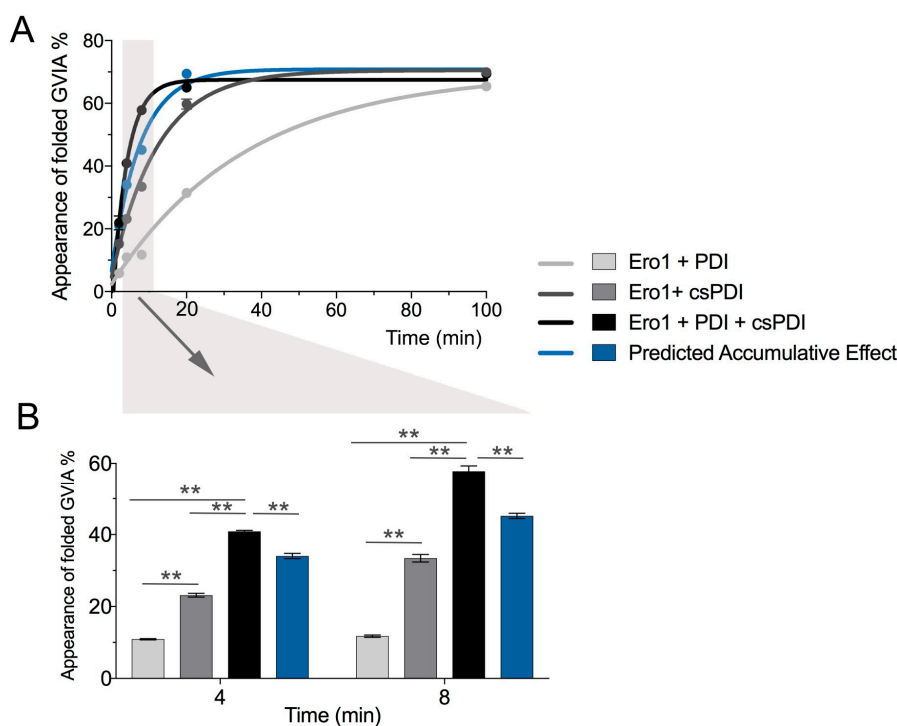 A
80
60
40
20
0
Appearance of folded GVIA %
0 20 40 60 80 100
Time (min)
Ero1 + PDI
Ero1+ csPDI
Ero1 + PDI + csPDI
Predicted Accumulative Effect
B
60
40
20
0
Appearance of folded GVIA %
** ** ** **
** ** ** **
4 8
Time (min)